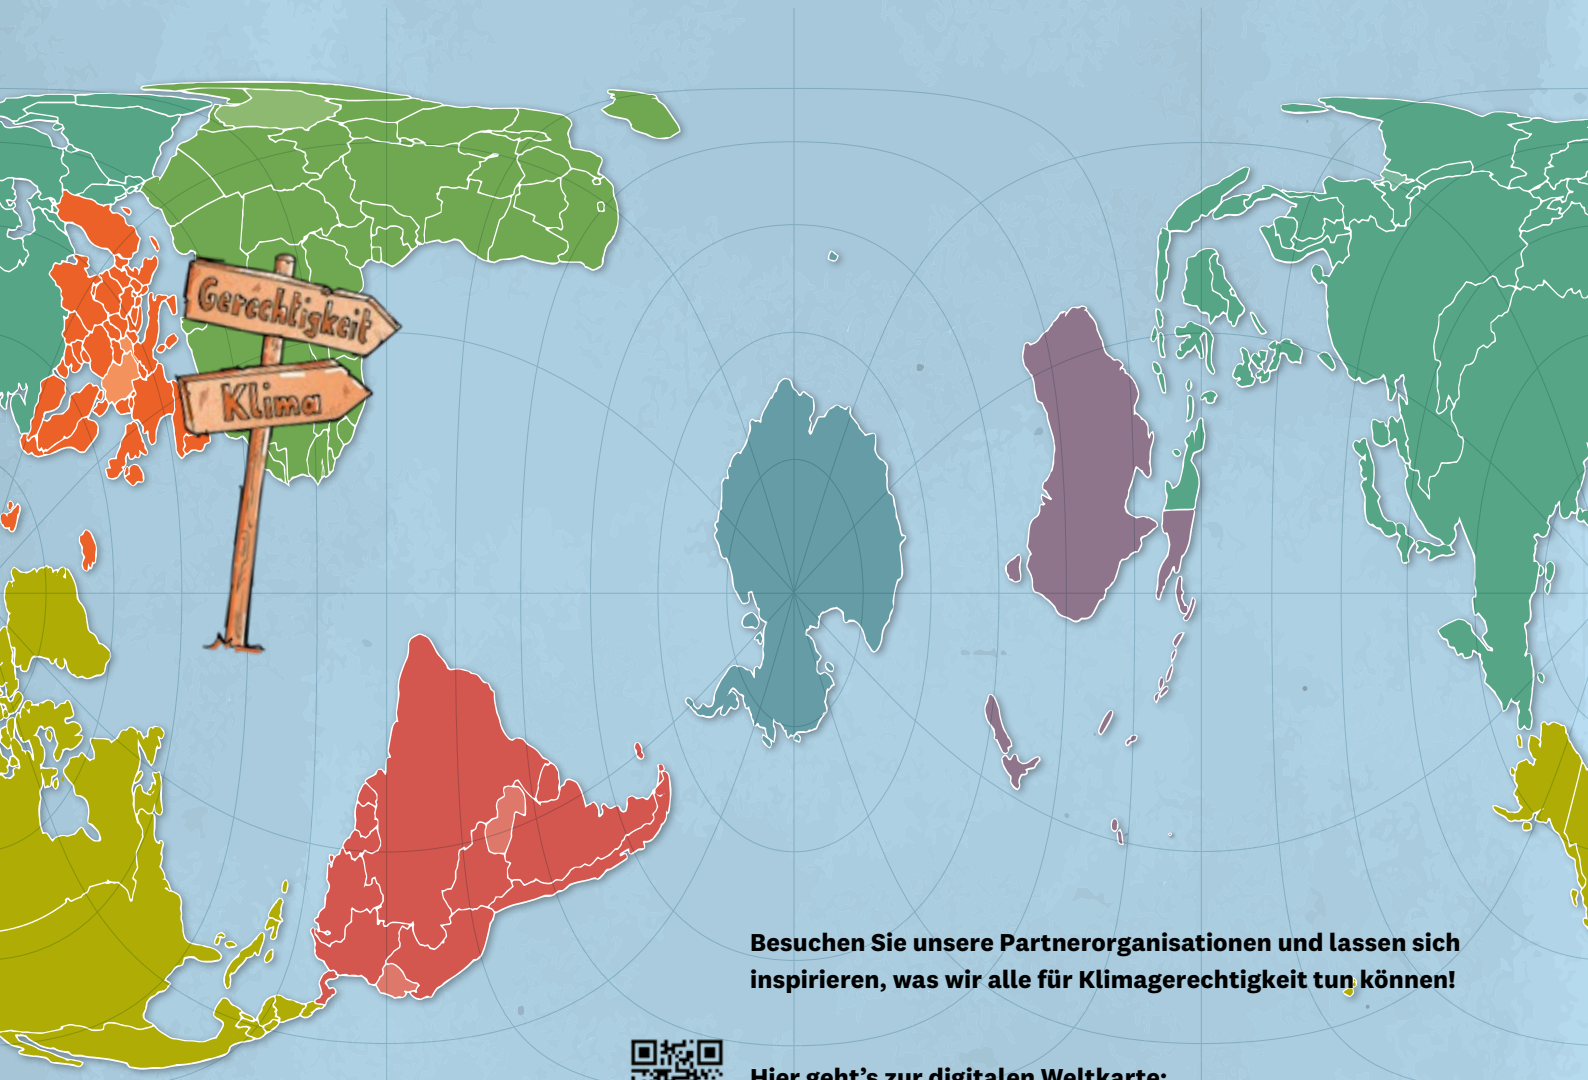 Gerechtigkeit
Klima
Besuchen Sie unsere Partnerorganisationen und lassen sich
inspirieren, was wir alle für Klimagerechtigkeit tun können!
Hier geht’s zur digitalen Weltkarte: